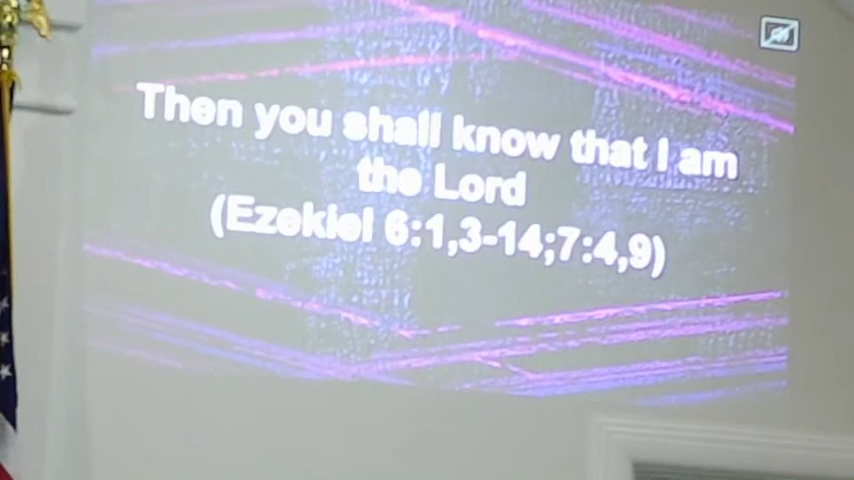 Then you shall know that I am
the Lord
(Ezekiel 6:1,3-14;7:4,9)